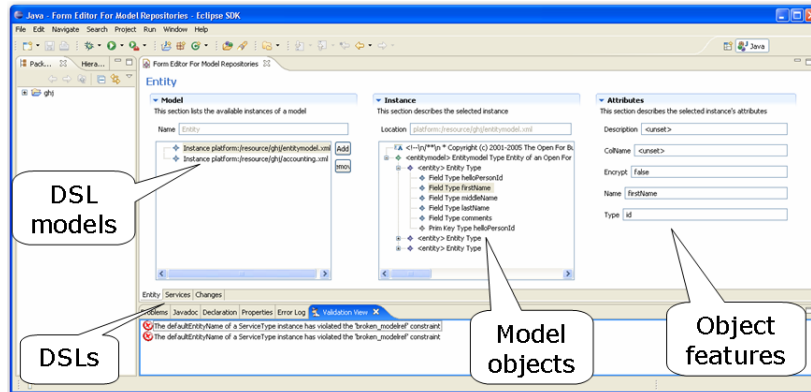 Java - Form Editor For Model Repositories - Eclipse SDK
File Edit Navigate Search Project Run Window Help
Java
Pack... Hiera...
Form Editor For Model Repositories
ghj
Entity
Model
This section lists the available instances of a model
Name Entity
Instance platform:/resource/ghj/entitymodel.xml
Instance platform:/resource/ghj/accounting.xml
Add
Instance
This section describes the selected instance
Location platform:/resource/ghj/entitymodel.xml
<!--\n/**\n * Copyright (c) 2001-2005 The Open For Bu
<entitymodel> Entitymodel Type Entity of an Open For
<entity> Entity Type
Field Type helloPersonId
Field Type firstName
Field Type middleName
Field Type lastName
Field Type comments
Prim Key Type helloPersonId
<entity> Entity Type
<entity> Entity Type
Attributes
This section describes the selected instance's attributes
Description <unset>
ColName <unset>
Encrypt false
Name firstName
Type id
DSL
models
Entity Services Changes
Problems Javadoc Declaration Properties Error Log Validation View
The defaultEntityName of a ServiceType instance has violated the 'broken_modelref' constraint
The defaultEntityName of a ServiceType instance has violated the 'broken_modelref' constraint
DSLs
Model
objects
Object
features